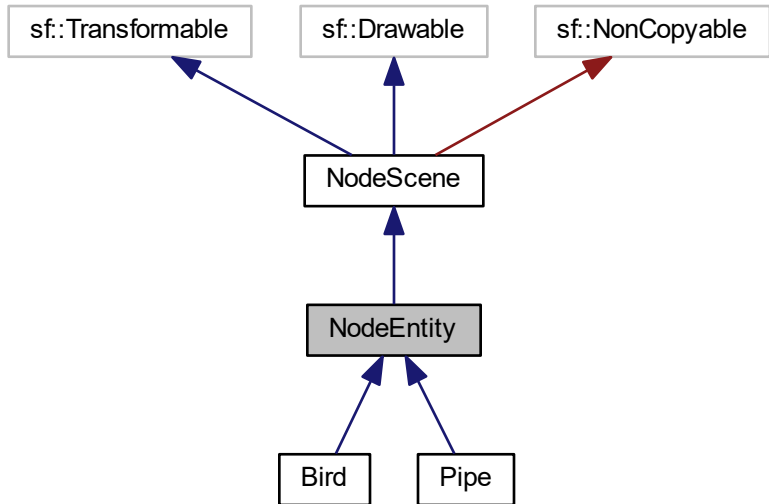 sf::Transformable
sf::Drawable
sf::NonCopyable
NodeScene
NodeEntity
Bird
Pipe